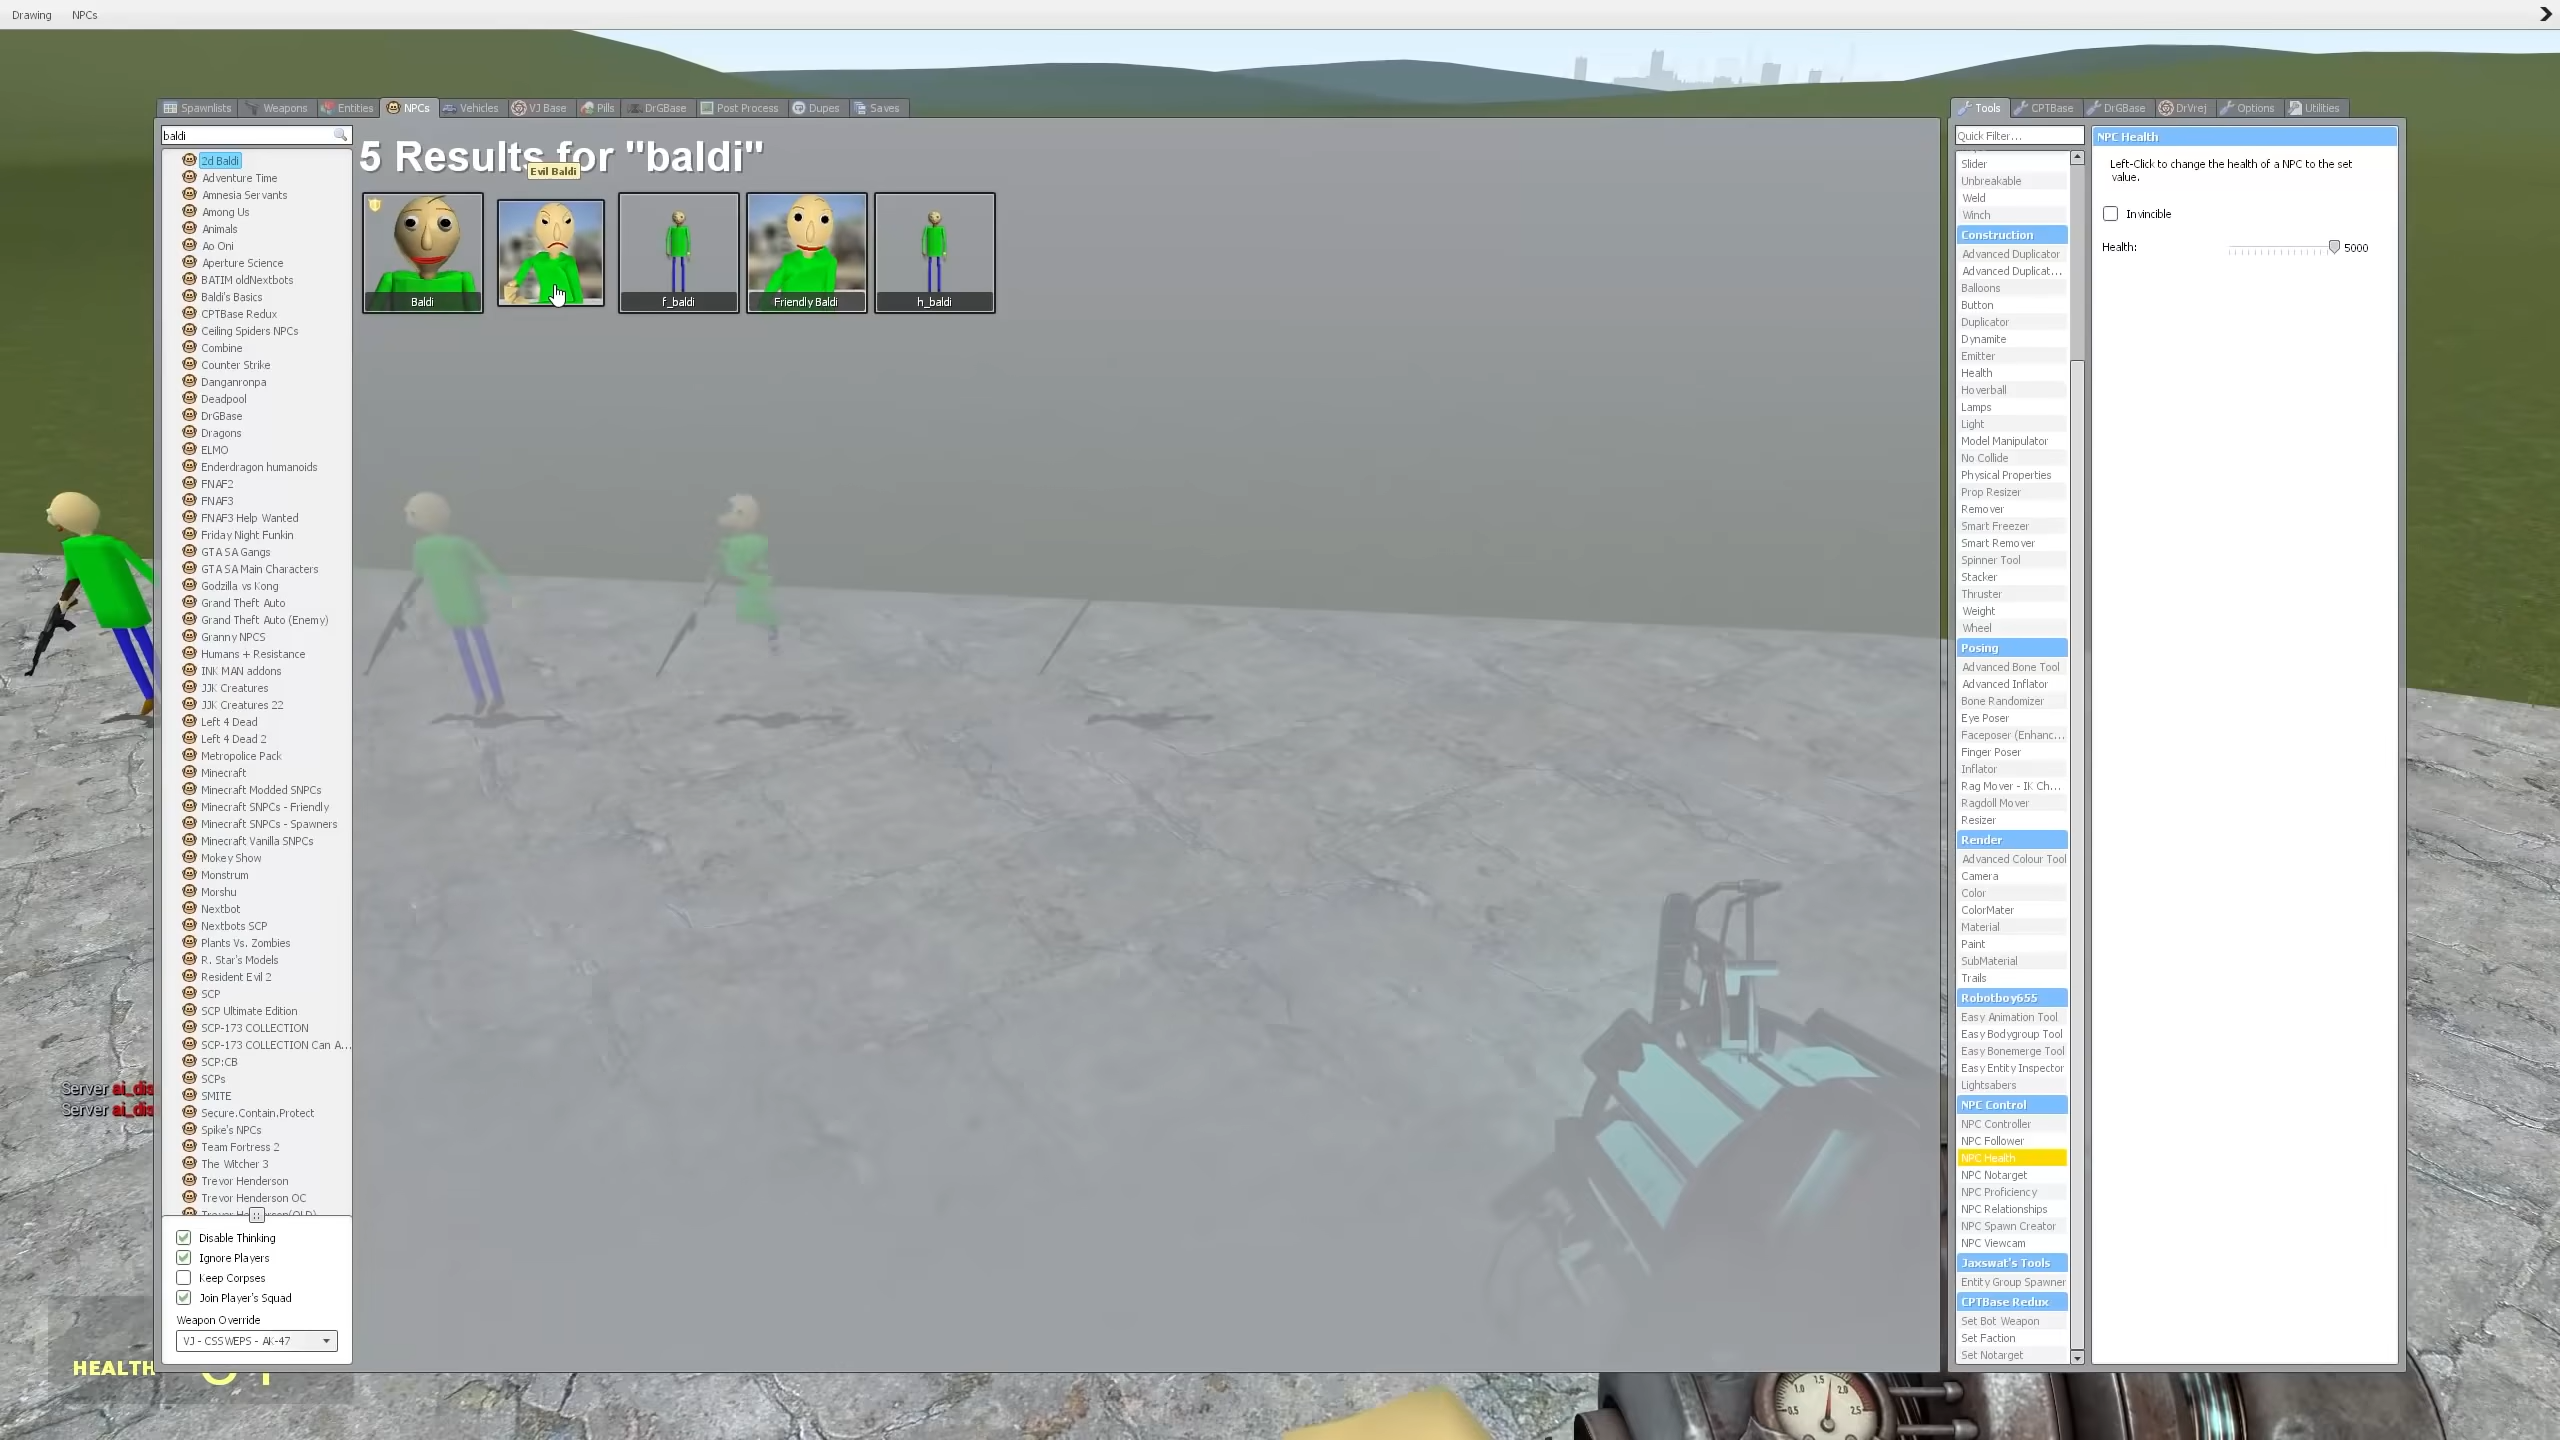 Drawing NPCs
Spawnlists Weapons Entities NPCs Vehicles VJ Base Pills DrGBase Post Process Dupes Saves
baldi
5 Results for "baldi"
Evil Baldi
Baldi
f_baldi
Friendly Baldi
h_baldi
2d Baldi
Adventure Time
Amnesia Servants
Among Us
Animals
Ao Oni
Aperture Science
BATIM oldNextbots
Baldi's Basics
CPTBase Redux
Ceiling Spiders NPCs
Combine
Counter Strike
Danganronpa
Deadpool
DrGBase
Dragons
ELMO
Enderdragon humanoids
FNAF2
FNAF3
FNAF3 Help Wanted
Friday Night Funkin
GTA SA Gangs
GTA SA Main Characters
Godzilla vs Kong
Grand Theft Auto
Grand Theft Auto (Enemy)
Granny NPCS
Humans + Resistance
INK MAN addons
JJK Creatures
JJK Creatures 22
Left 4 Dead
Left 4 Dead 2
Metropolice Pack
Minecraft
Minecraft Modded SNPCs
Minecraft SNPCs - Friendly
Minecraft SNPCs - Spawners
Minecraft Vanilla SNPCs
Mokey Show
Monstrum
Morshu
Nextbot
Nextbots SCP
Plants Vs. Zombies
R. Star's Models
Resident Evil 2
SCP
SCP Ultimate Edition
SCP-173 COLLECTION
SCP-173 COLLECTION Can A...
SCP:CB
SCPs
SMITE
Secure.Contain.Protect
Spike's NPCs
Team Fortress 2
The Witcher 3
Trevor Henderson
Trevor Henderson OC
Disable Thinking
Ignore Players
Keep Corpses
Join Player's Squad
Weapon Override
VJ - CSS WEPS - AK-47
Server ai_dis
Server ai_dis
HEALTH
Tools CPTBase DrGBase DrVrej Options Utilities
Quick Filter...
Slider
Unbreakable
Weld
Winch
Construction
Advanced Duplicator
Advanced Duplicat...
Balloons
Button
Duplicator
Dynamite
Emitter
Health
Hoverball
Lamps
Light
Model Manipulator
No Collide
Physical Properties
Prop Resizer
Remover
Smart Freezer
Smart Remover
Spinner Tool
Stacker
Thruster
Weight
Wheel
Posing
Advanced Bone Tool
Advanced Inflator
Bone Randomizer
Eye Poser
Faceposer (Enhanc...
Finger Poser
Inflator
Rag Mover - IK Ch...
Ragdoll Mover
Resizer
Render
Advanced Colour Tool
Camera
Color
ColorMater
Material
Paint
SubMaterial
Trails
Robotboy655
Easy Animation Tool
Easy Bodygroup Tool
Easy Bonemerge Tool
Easy Entity Inspector
Lightsabers
NPC Control
NPC Controller
NPC Follower
NPC Health
NPC Notarget
NPC Proficiency
NPC Relationships
NPC Spawn Creator
NPC Viewcam
Jaxswat's Tools
Entity Group Spawner
CPTBase Redux
Set Bot Weapon
Set Faction
Set Notarget
NPC Health
Left-Click to change the health of a NPC to the set
value.
Invincible
Health: 5000
0.5 1.0 1.5 2.0 2.5